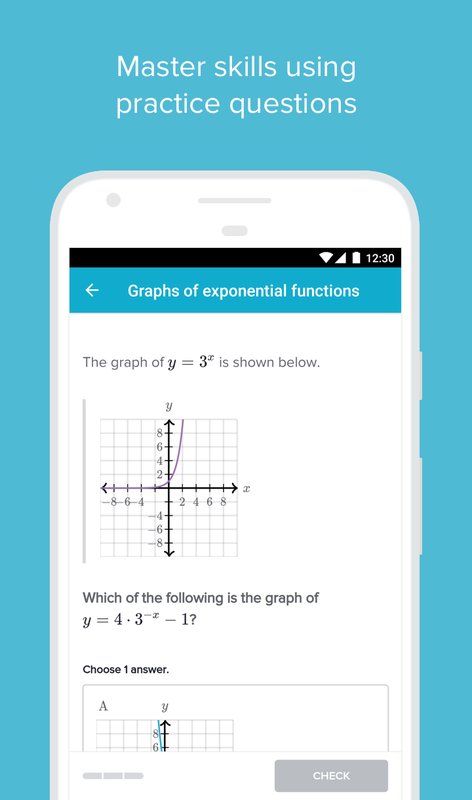 Master skills using
practice questions
12:30
Graphs of exponential functions
The graph of y = 3ˣ is shown below.
y
8
6
4
2
x
−8 −6 −4 2 4 6 8
−4
−6
−8
Which of the following is the graph of
y = 4 · 3⁻ˣ − 1?
Choose 1 answer.
A y
8
6
CHECK